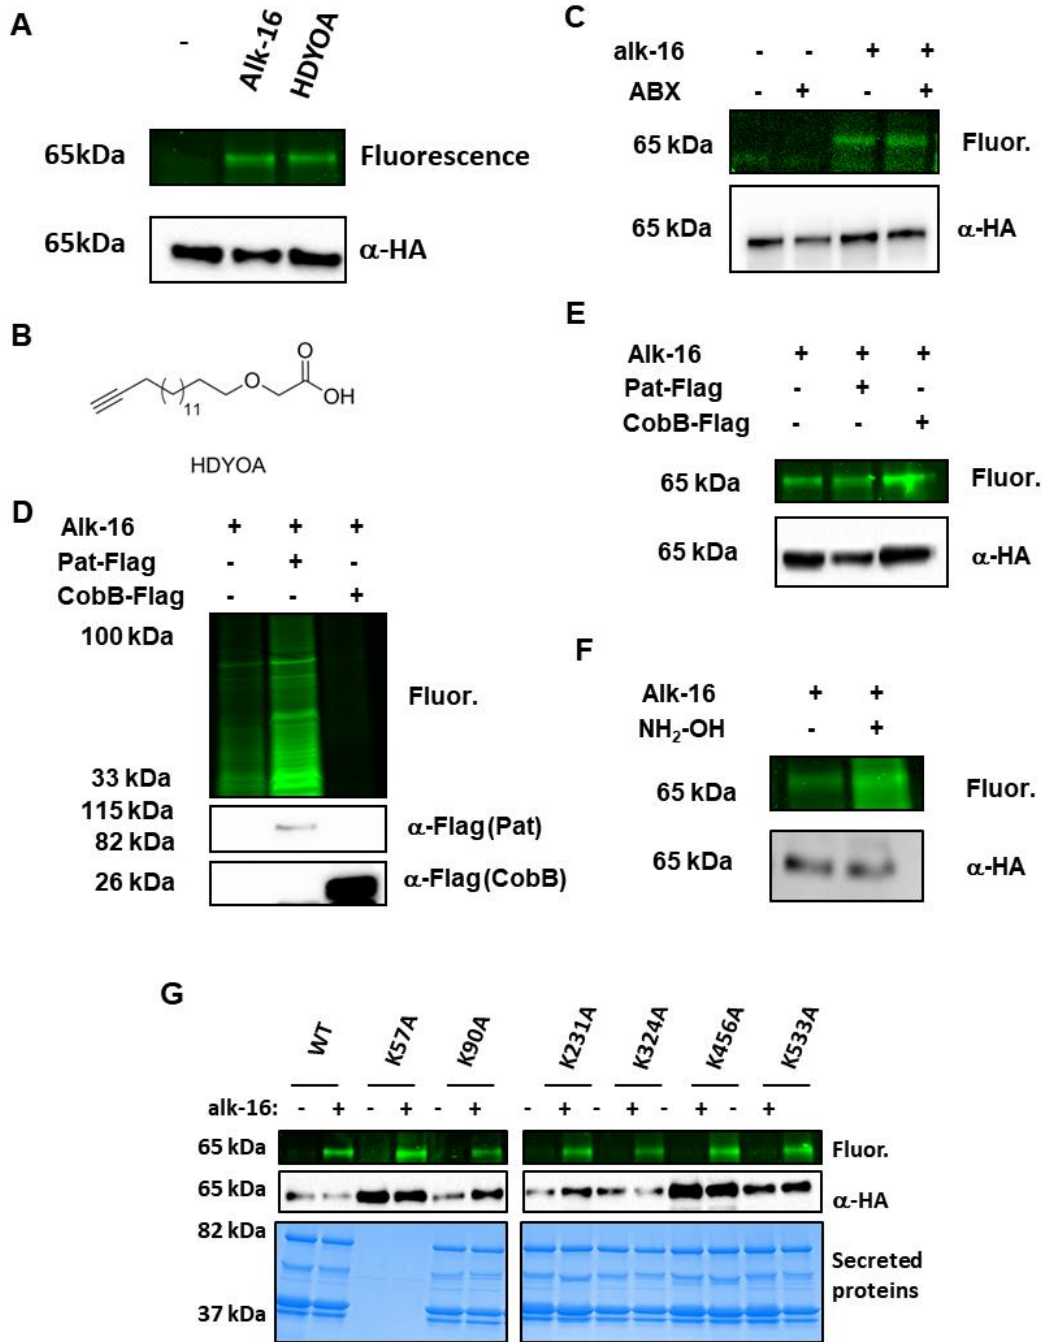 A
-
Alk-16
HDYOA
65kDa
Fluorescence
65kDa
α-HA
B
O
O
OH
11
HDYOA
C
alk-16 - - + +
ABX - + - +
65 kDa
Fluor.
65 kDa
α-HA
D
Alk-16 + + +
Pat-Flag - + -
CobB-Flag - - +
100 kDa
Fluor.
33 kDa
115 kDa
82 kDa
α-Flag(Pat)
26 kDa
α-Flag(CobB)
E
Alk-16 + + +
Pat-Flag - + -
CobB-Flag - - +
65 kDa
Fluor.
65 kDa
α-HA
F
Alk-16 + +
NH2-OH - +
65 kDa
Fluor.
65 kDa
α-HA
G
WT
K57A
K90A
K231A
K324A
K456A
K533A
alk-16: - + - + - + - + - + - + - +
65 kDa
Fluor.
65 kDa
α-HA
82 kDa
Secreted
proteins
37 kDa